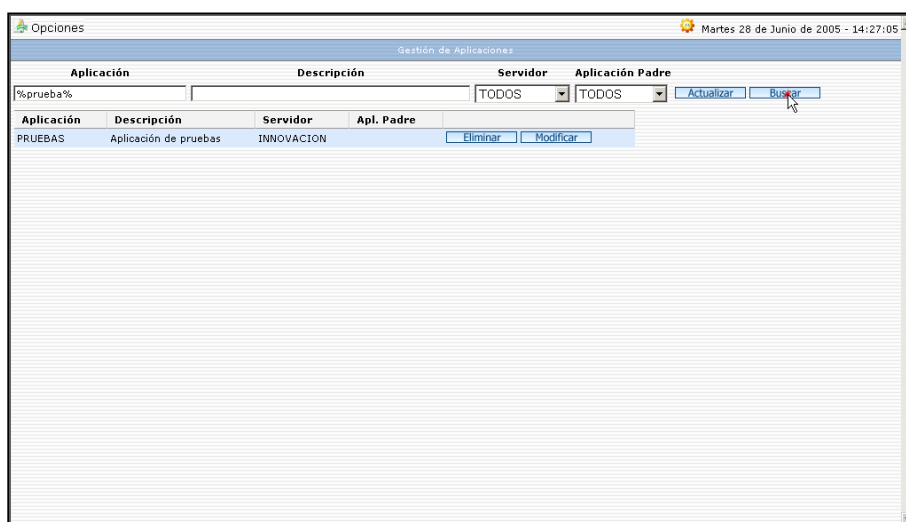 Opciones Martes 28 de Junio de 2005 - 14:27:05
Gestión de Aplicaciones
Aplicación Descripción Servidor Aplicación Padre
%prueba% TODOS TODOS Actualizar Buscar
Aplicación Descripción Servidor Apl. Padre
PRUEBAS Aplicación de pruebas INNOVACION Eliminar Modificar